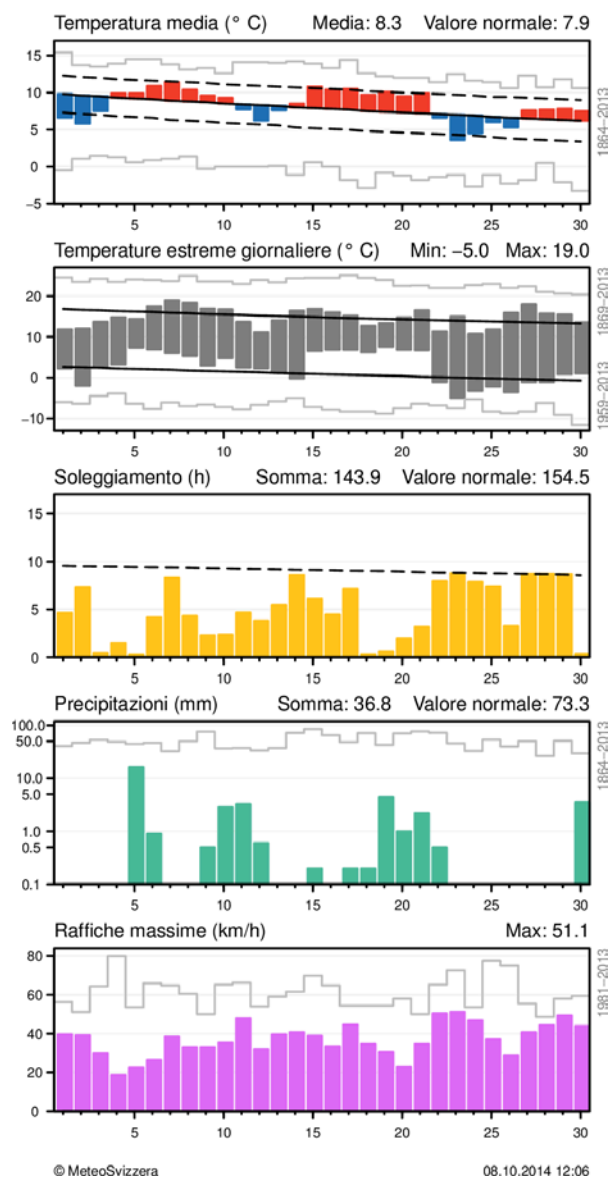 Temperatura media (° C) Media: 8.3 Valore normale: 7.9
15
10
5
0
−5
5 10 15 20 25 30
1864−2013
Temperature estreme giornaliere (° C) Min: −5.0 Max: 19.0
20
10
0
−10
5 10 15 20 25 30
1869−2013
1959−2013
Soleggiamento (h) Somma: 143.9 Valore normale: 154.5
15
10
5
0
5 10 15 20 25 30
Precipitazioni (mm) Somma: 36.8 Valore normale: 73.3
100.0
50.0
10.0
5.0
1.0
0.5
0.1
5 10 15 20 25 30
1864−2013
Raffiche massime (km/h) Max: 51.1
80
60
40
20
0
5 10 15 20 25 30
1981−2013
© MeteoSvizzera 08.10.2014 12:06